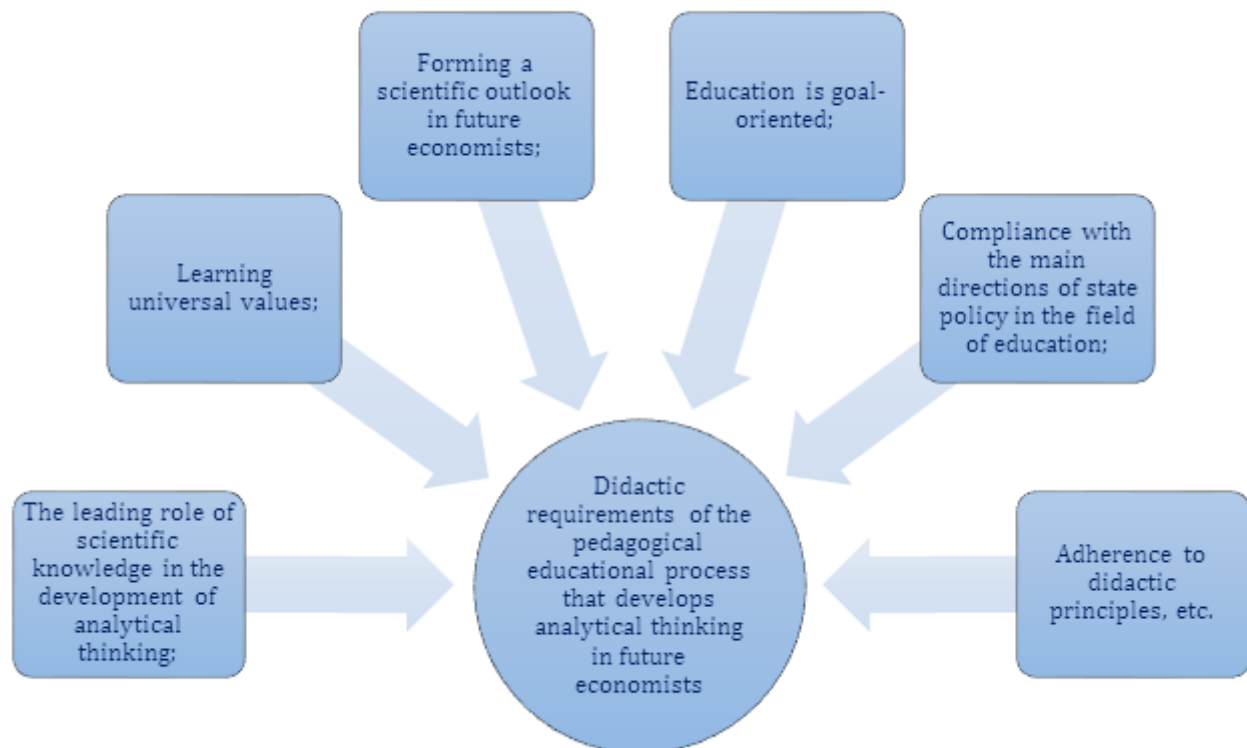 The leading role of
scientific
knowledge in the
development of
analytical
thinking;
Learning
universal values;
Forming a
scientific outlook
in future
economists;
Education is goal-
oriented;
Compliance with
the main
directions of state
policy in the field
of education;
Adherence to
didactic
principles, etc.
Didactic
requirements of the
pedagogical
educational process
that develops
analytical thinking
in future
economists